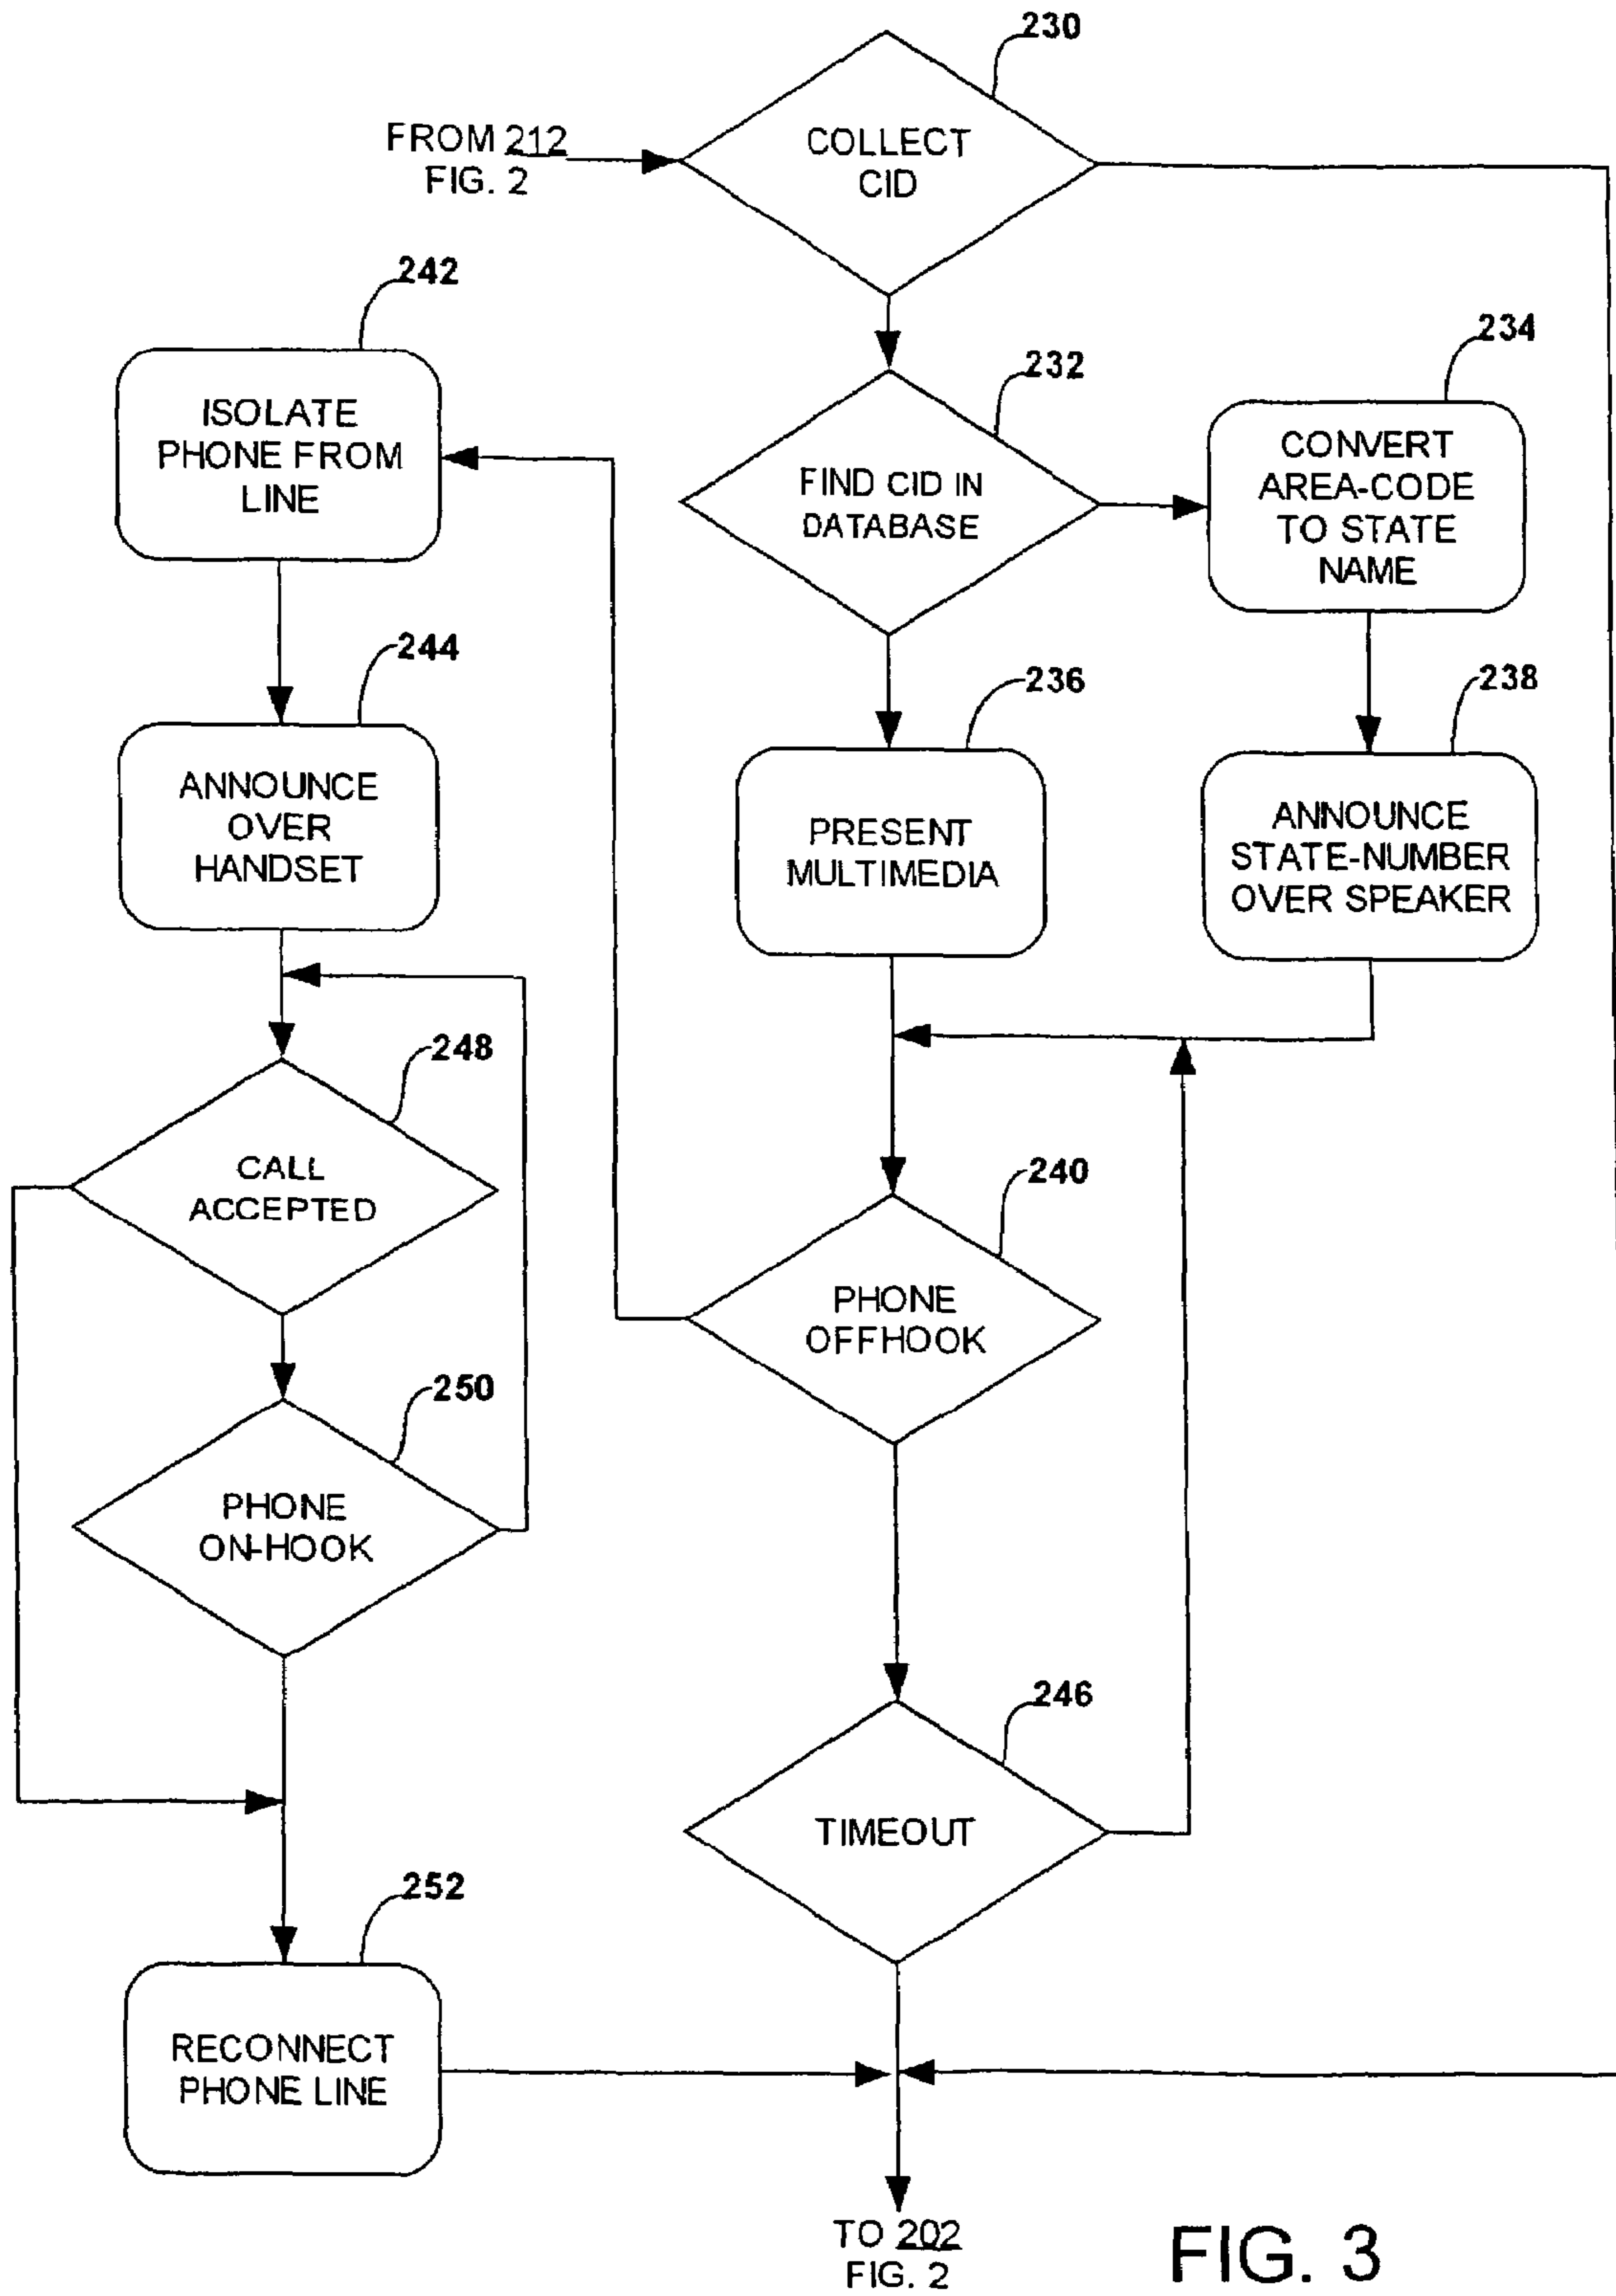 230
FROM 212
FIG. 2
COLLECT
CID
242
ISOLATE
PHONE FROM
LINE
232
FIND CID IN
DATABASE
234
CONVERT
AREA-CODE
TO STATE
NAME
244
ANNOUNCE
OVER
HANDSET
236
PRESENT
MULTIMEDIA
238
ANNOUNCE
STATE-NUMBER
OVER SPEAKER
248
CALL
ACCEPTED
240
PHONE
OFFHOOK
250
PHONE
ON-HOOK
246
TIMEOUT
252
RECONNECT
PHONE LINE
TO 202
FIG. 2
FIG. 3